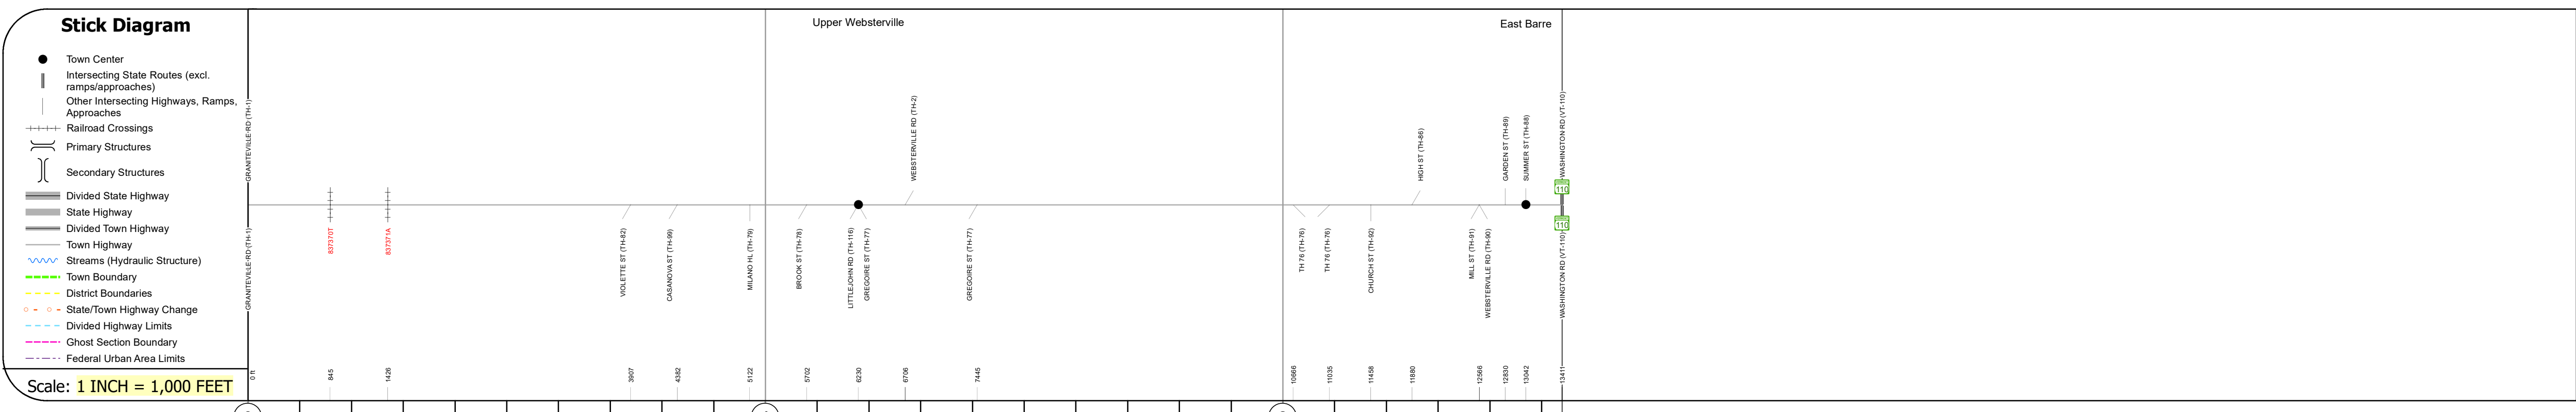 Stick Diagram
Town Center
Intersecting State Routes (excl.
ramps/approaches)
Other Intersecting Highways, Ramps,
Approaches
Railroad Crossings
Primary Structures
Secondary Structures
Divided State Highway
State Highway
Divided Town Highway
Town Highway
Streams (Hydraulic Structure)
Town Boundary
District Boundaries
State/Town Highway Change
Divided Highway Limits
Ghost Section Boundary
Federal Urban Area Limits
Scale: 1 INCH = 1,000 FEET
Upper Websterville
East Barre
GRANITEVILLE RD (TH-1)
WEBSTERVILLE RD (TH-2)
HIGH ST (TH-86)
GARDEN ST (TH-89)
SUMMER ST (TH-88)
WASHINGTON RD (VT-110)
110
110
GRANITEVILLE RD (TH-1)
837370T
837371A
VIOLETTE ST (TH-82)
CASANOVA ST (TH-99)
MILANO HL (TH-79)
BROOK ST (TH-78)
LITTLEJOHN RD (TH-116)
GREGOIRE ST (TH-77)
GREGOIRE ST (TH-77)
TH 76 (TH-76)
TH 76 (TH-76)
CHURCH ST (TH-92)
MILL ST (TH-91)
WEBSTERVILLE RD (TH-90)
WASHINGTON RD (VT-110)
0 ft
845
1426
3907
4382
5122
5702
6230
6706
7445
10666
11035
11458
11880
12566
12830
13042
13411